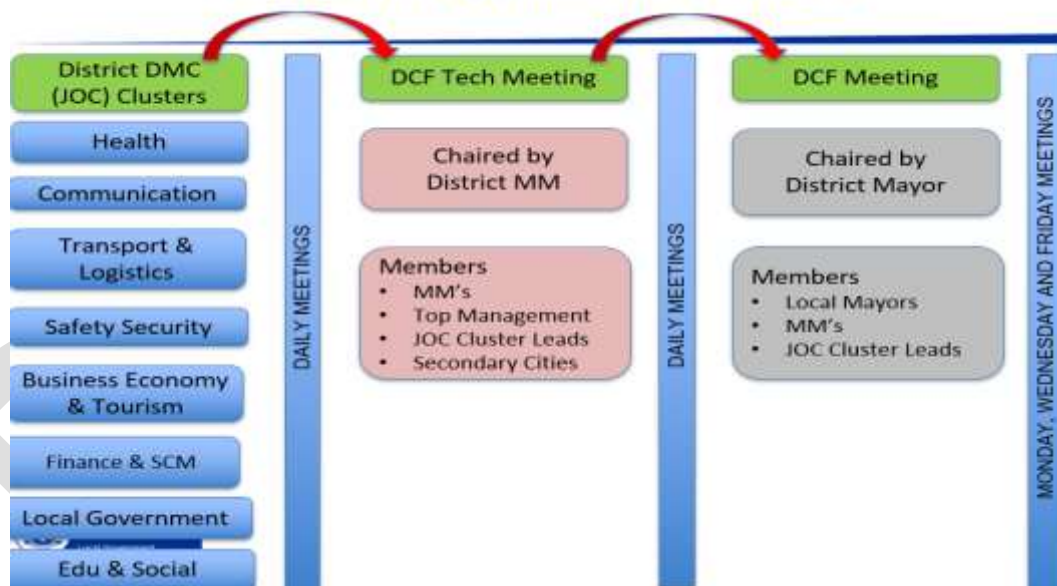 District DMC
(JOC) Clusters
Health
Communication
Transport &
Logistics
Safety Security
Business Economy
& Tourism
Finance & SCM
Local Government
Edu & Social
DAILY MEETINGS
DCF Tech Meeting
Chaired by
District MM
Members
• MM's
• Top Management
• JOC Cluster Leads
• Secondary Cities
DAILY MEETINGS
DCF Meeting
Chaired by
District Mayor
Members
• Local Mayors
• MM's
• JOC Cluster Leads
MONDAY, WEDNESDAY AND FRIDAY MEETINGS